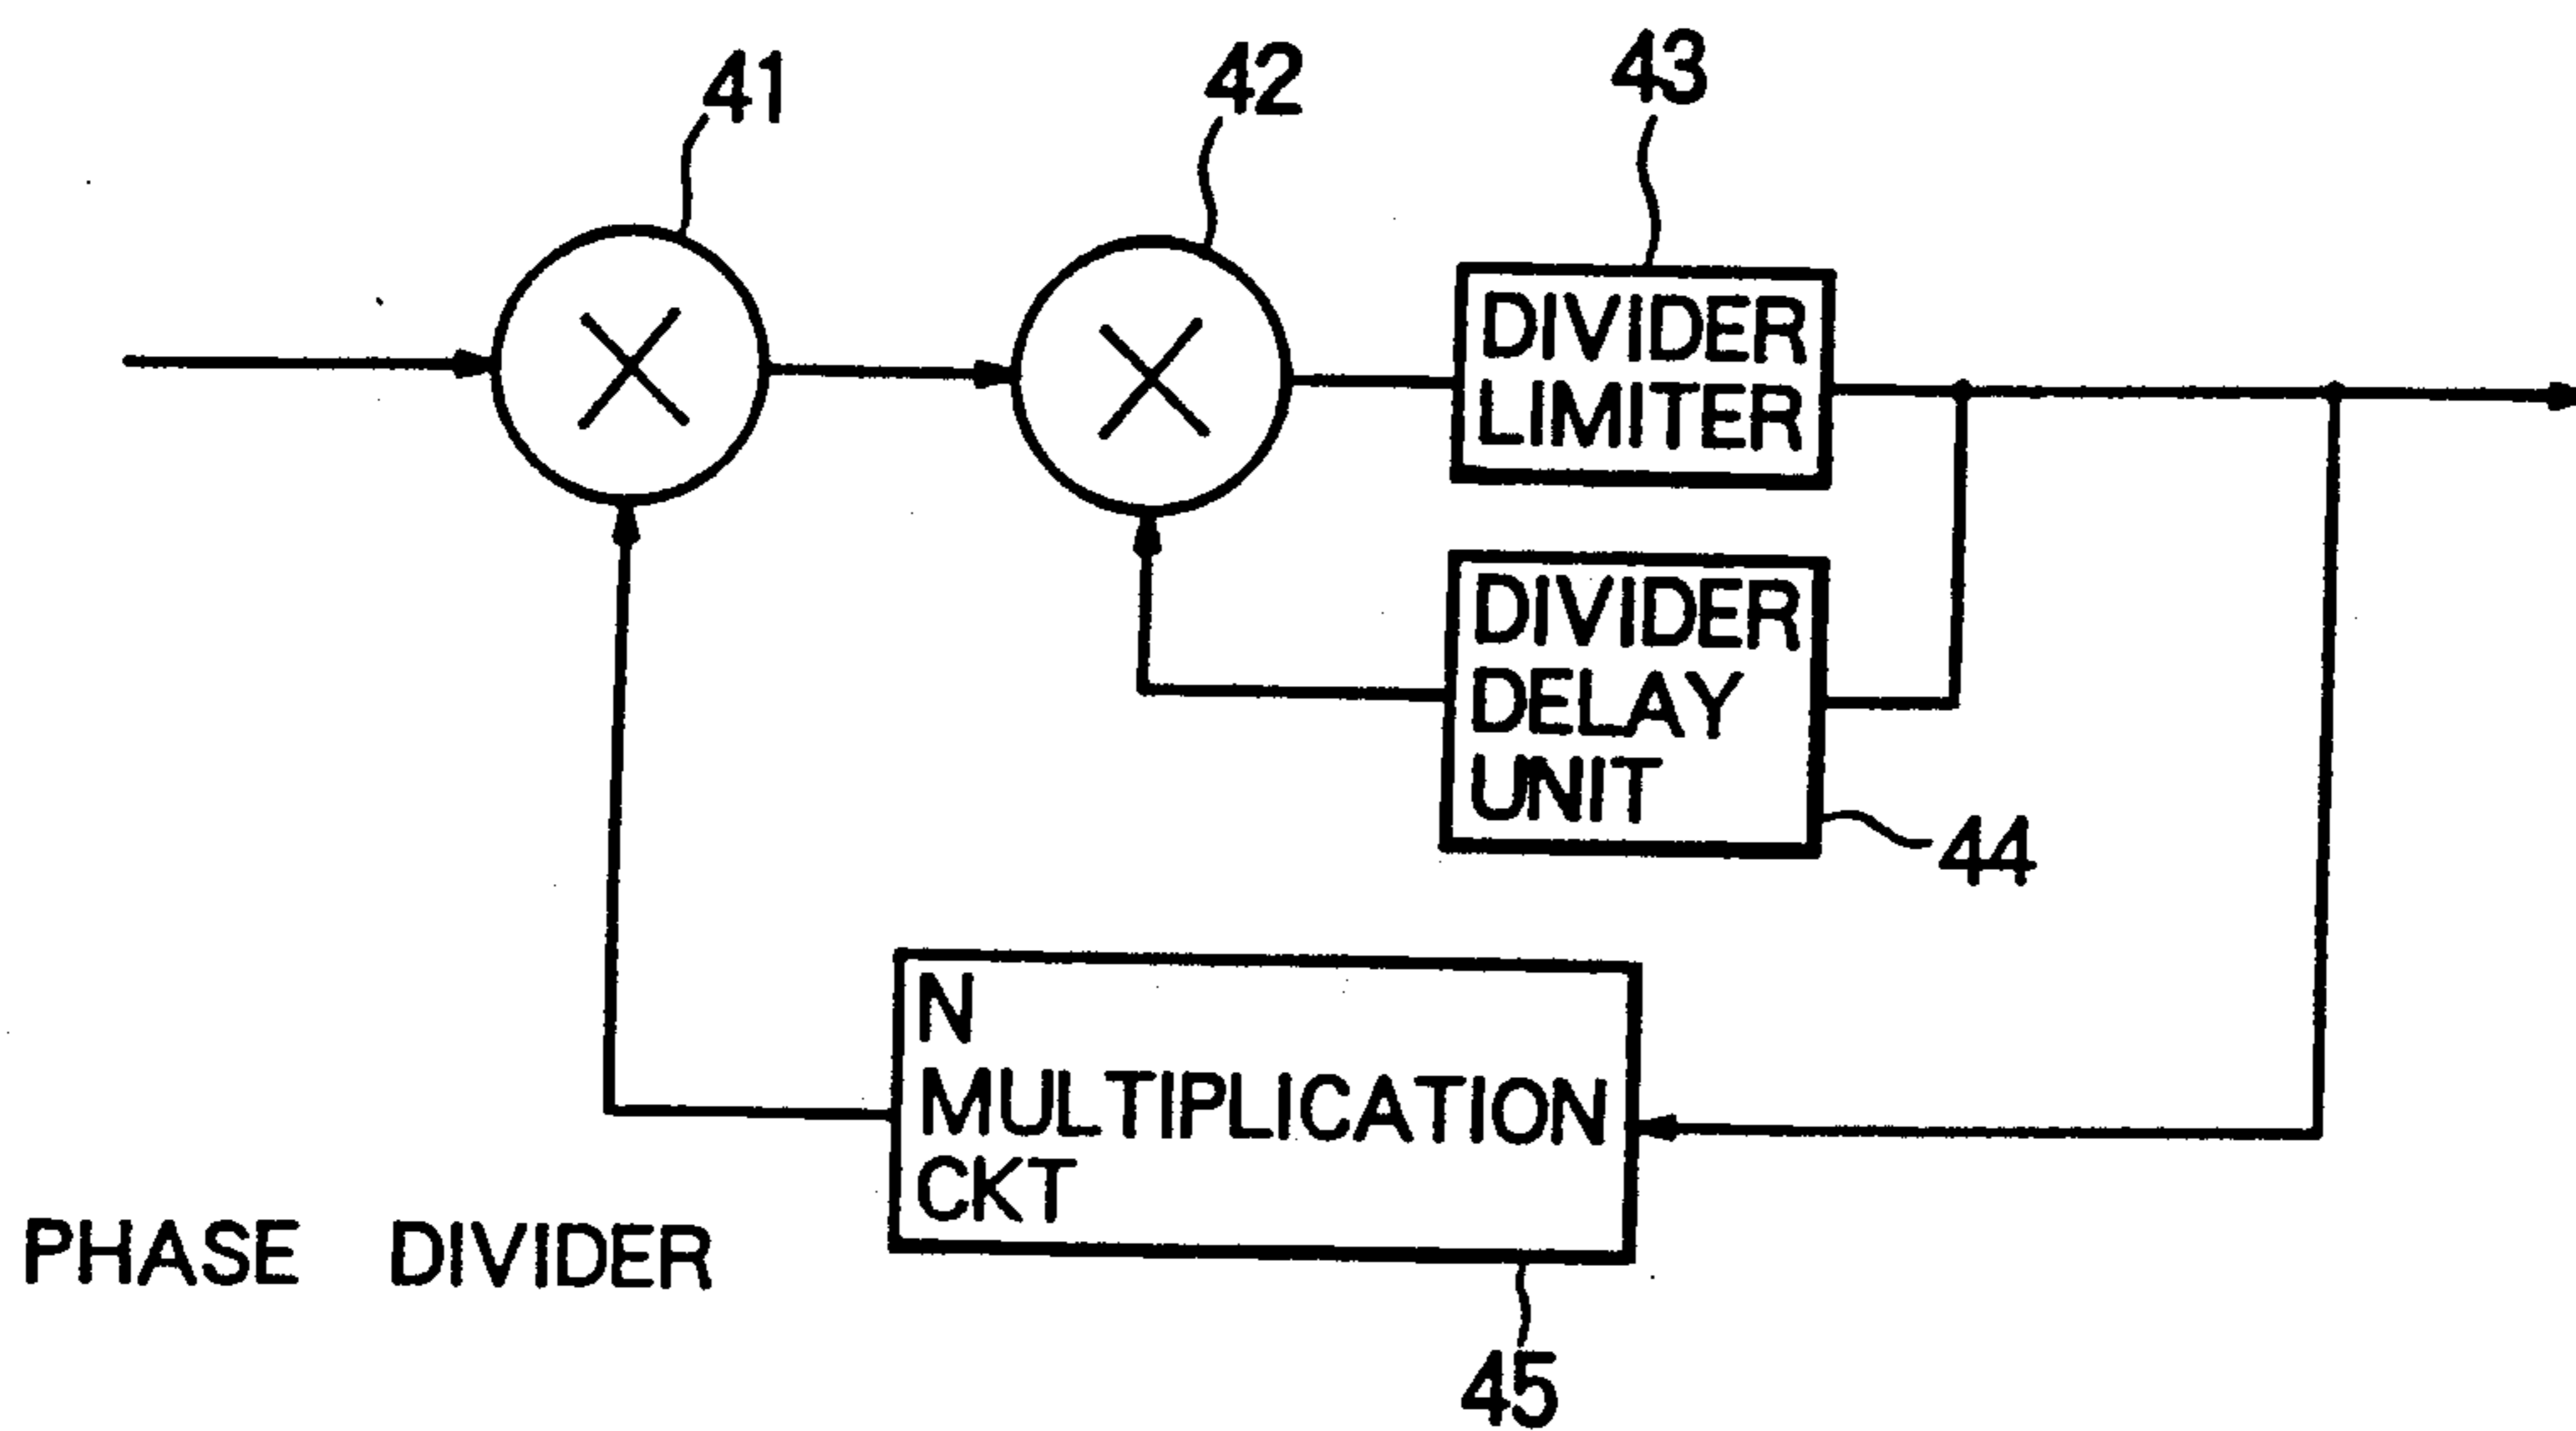 41
42
43
DIVIDER
LIMITER
DIVIDER
DELAY
UNIT
44
N
MULTIPLICATION
CKT
45
PHASE DIVIDER